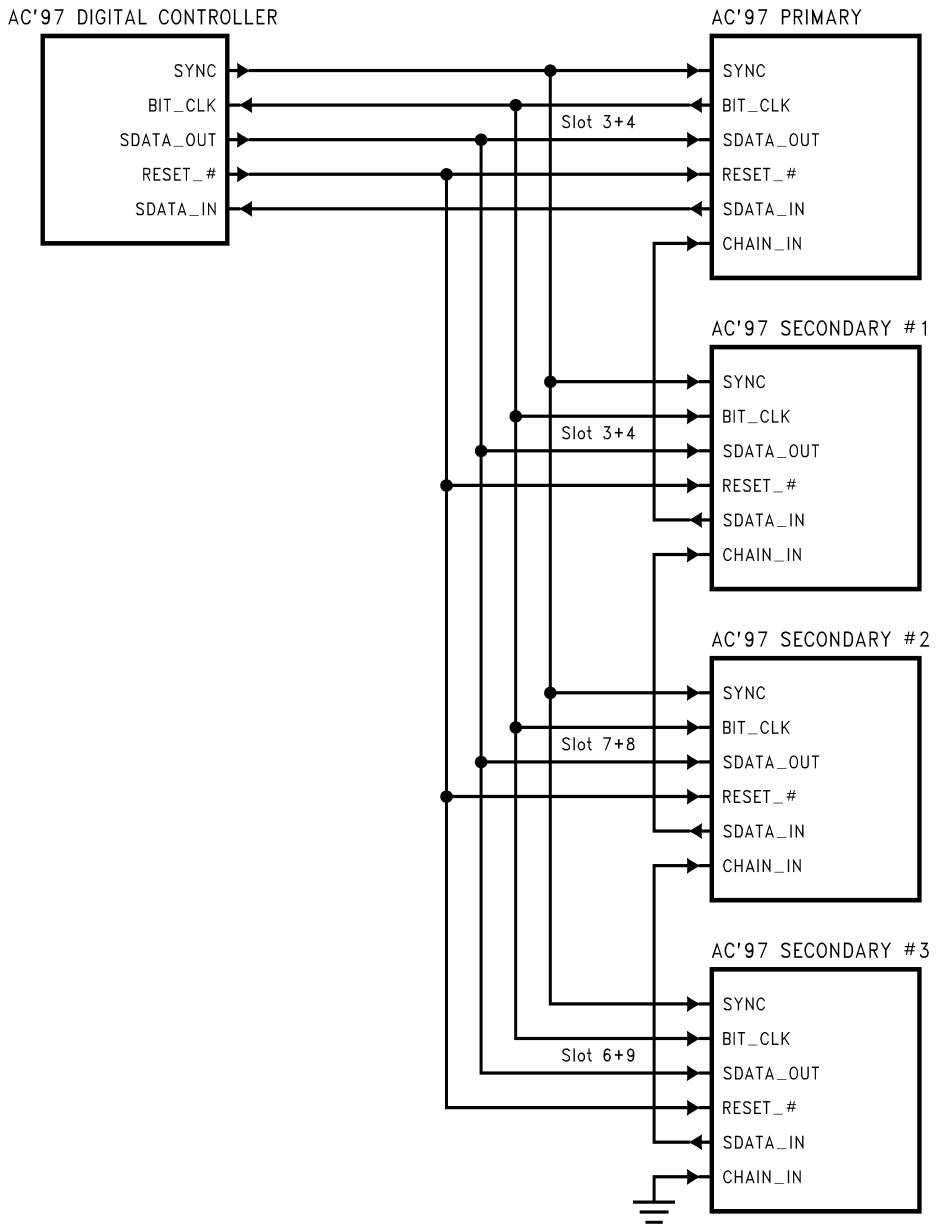 AC'97 DIGITAL CONTROLLER
SYNC
BIT_CLK
SDATA_OUT
RESET_#
SDATA_IN
AC'97 PRIMARY
SYNC
BIT_CLK
Slot 3+4
SDATA_OUT
RESET_#
SDATA_IN
CHAIN_IN
AC'97 SECONDARY #1
SYNC
BIT_CLK
Slot 3+4
SDATA_OUT
RESET_#
SDATA_IN
CHAIN_IN
AC'97 SECONDARY #2
SYNC
BIT_CLK
Slot 7+8
SDATA_OUT
RESET_#
SDATA_IN
CHAIN_IN
AC'97 SECONDARY #3
SYNC
BIT_CLK
Slot 6+9
SDATA_OUT
RESET_#
SDATA_IN
CHAIN_IN